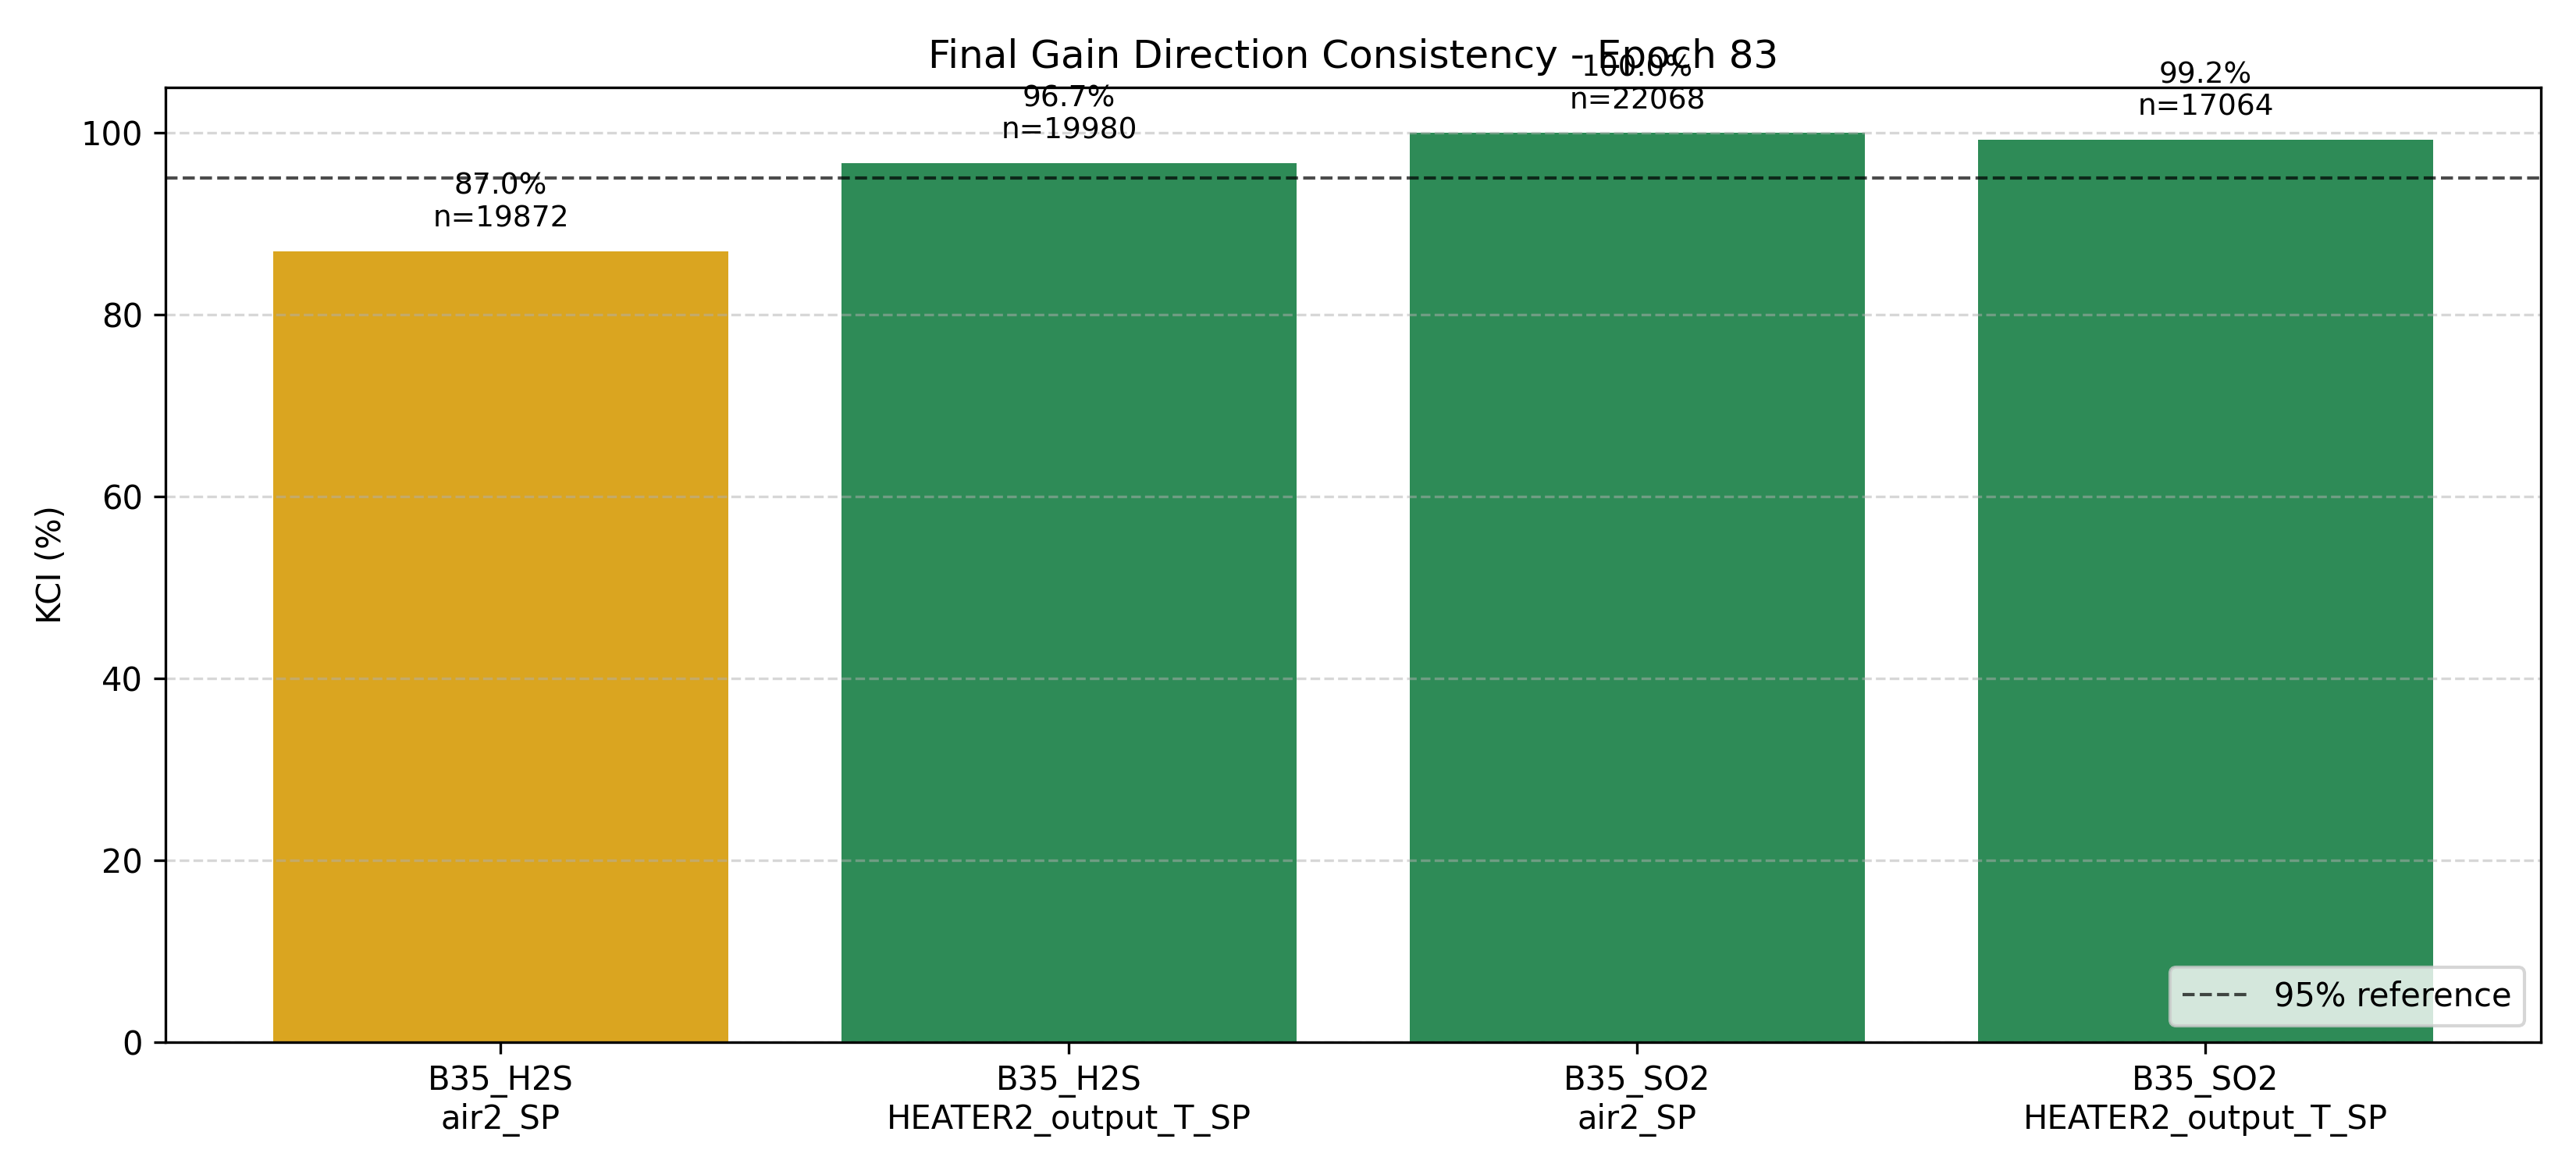 Final Gain Direction Consistency - Epoch 83
87.0%
n=19872
96.7%
n=19980
100.0%
n=22068
99.2%
n=17064
KCI (%)
100
80
60
40
20
0
95% reference
B35_H2S
air2_SP
B35_H2S
HEATER2_output_T_SP
B35_SO2
air2_SP
B35_SO2
HEATER2_output_T_SP